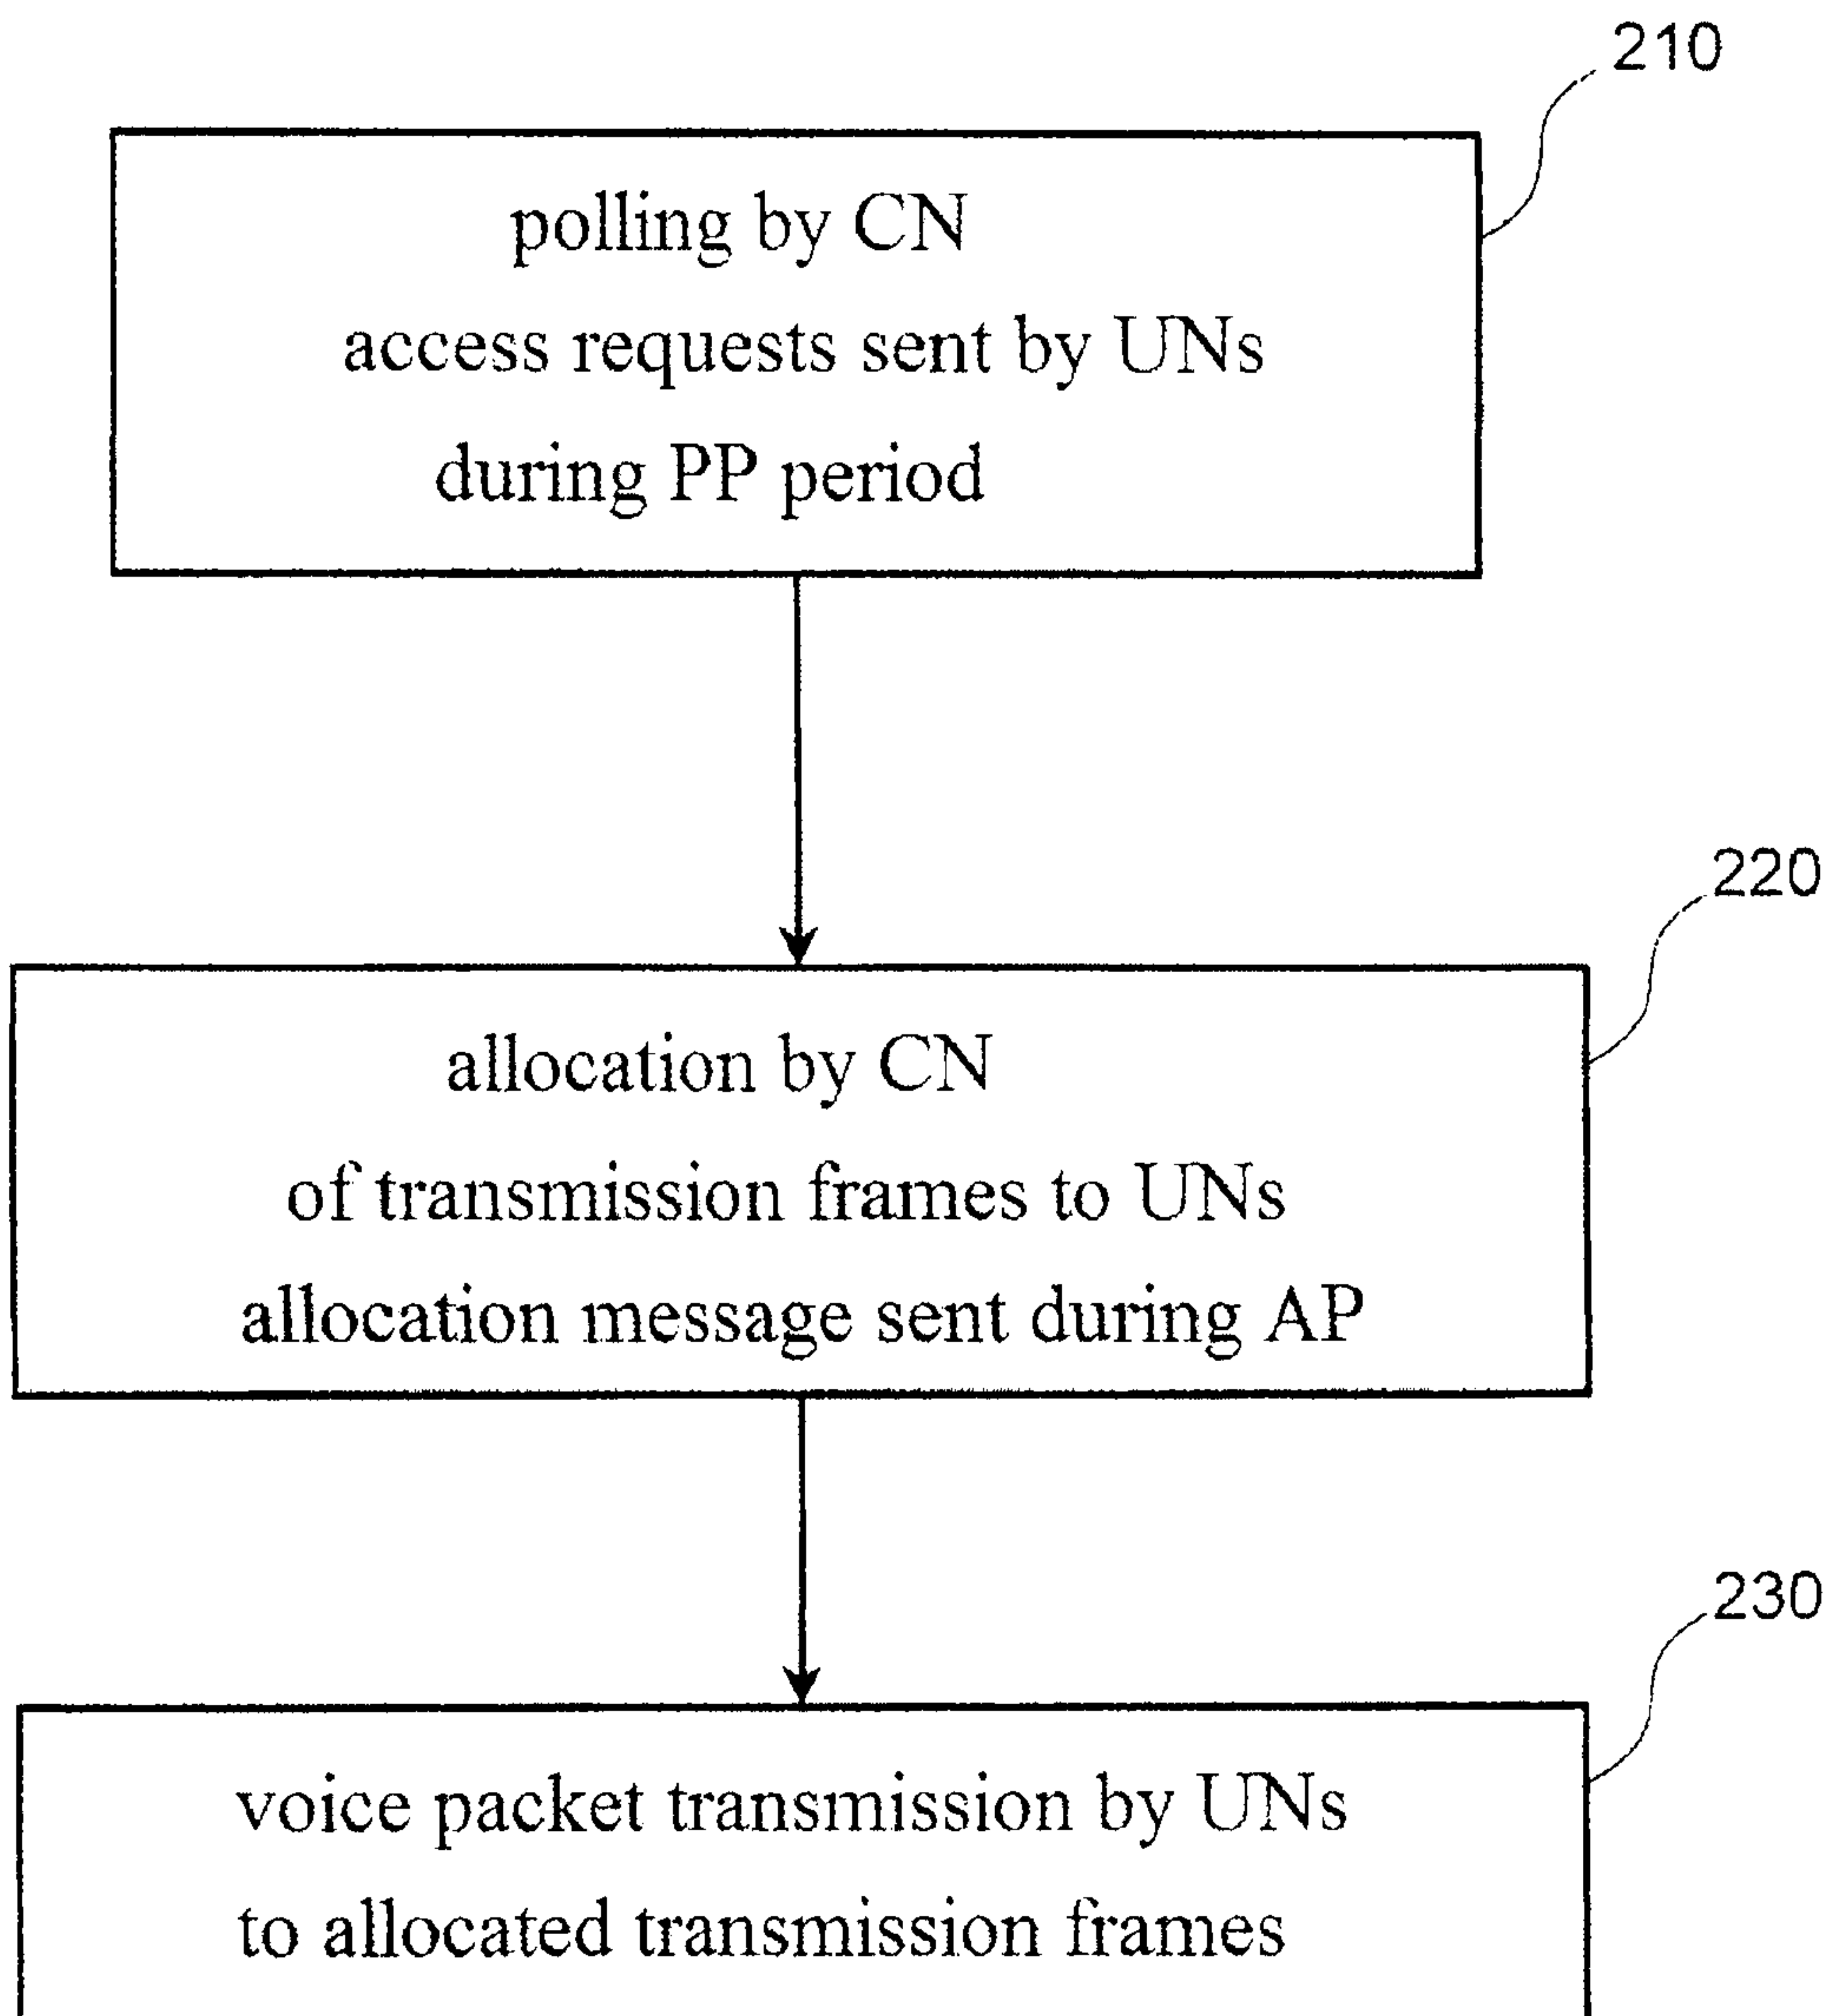 210
polling by CN
access requests sent by UNs
during PP period
220
allocation by CN
of transmission frames to UNs
allocation message sent during AP
230
voice packet transmission by UNs
to allocated transmission frames